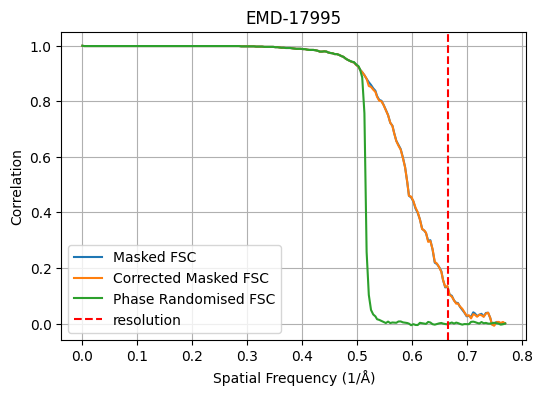 EMD-17995
Correlation
1.0
0.8
0.6
0.4
0.2
0.0
Masked FSC
Corrected Masked FSC
Phase Randomised FSC
resolution
0.0 0.1 0.2 0.3 0.4 0.5 0.6 0.7 0.8
Spatial Frequency (1/Å)